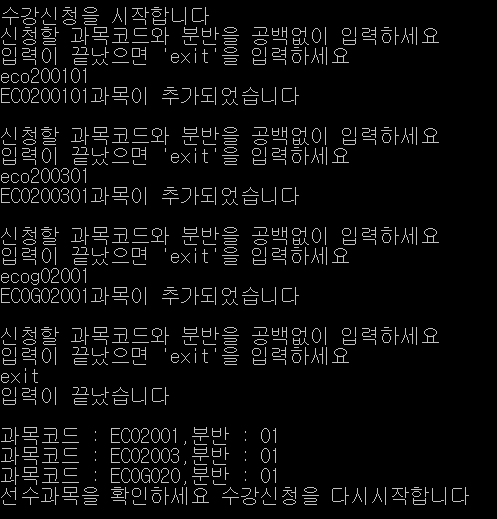 수강신청을 시작합니다
신청할 과목코드와 분반을 공백없이 입력하세요
입력이 끝났으면 'exit'을 입력하세요
eco200101
ECO200101과목이 추가되었습니다
신청할 과목코드와 분반을 공백없이 입력하세요
입력이 끝났으면 'exit'을 입력하세요
eco200301
ECO200301과목이 추가되었습니다
신청할 과목코드와 분반을 공백없이 입력하세요
입력이 끝났으면 'exit'을 입력하세요
ecog02001
ECOG02001과목이 추가되었습니다
신청할 과목코드와 분반을 공백없이 입력하세요
입력이 끝났으면 'exit'을 입력하세요
exit
입력이 끝났습니다
과목코드 : ECO2001,분반 : 01
과목코드 : ECO2003,분반 : 01
과목코드 : ECOG020,분반 : 01
선수과목을 확인하세요 수강신청을 다시시작합니다